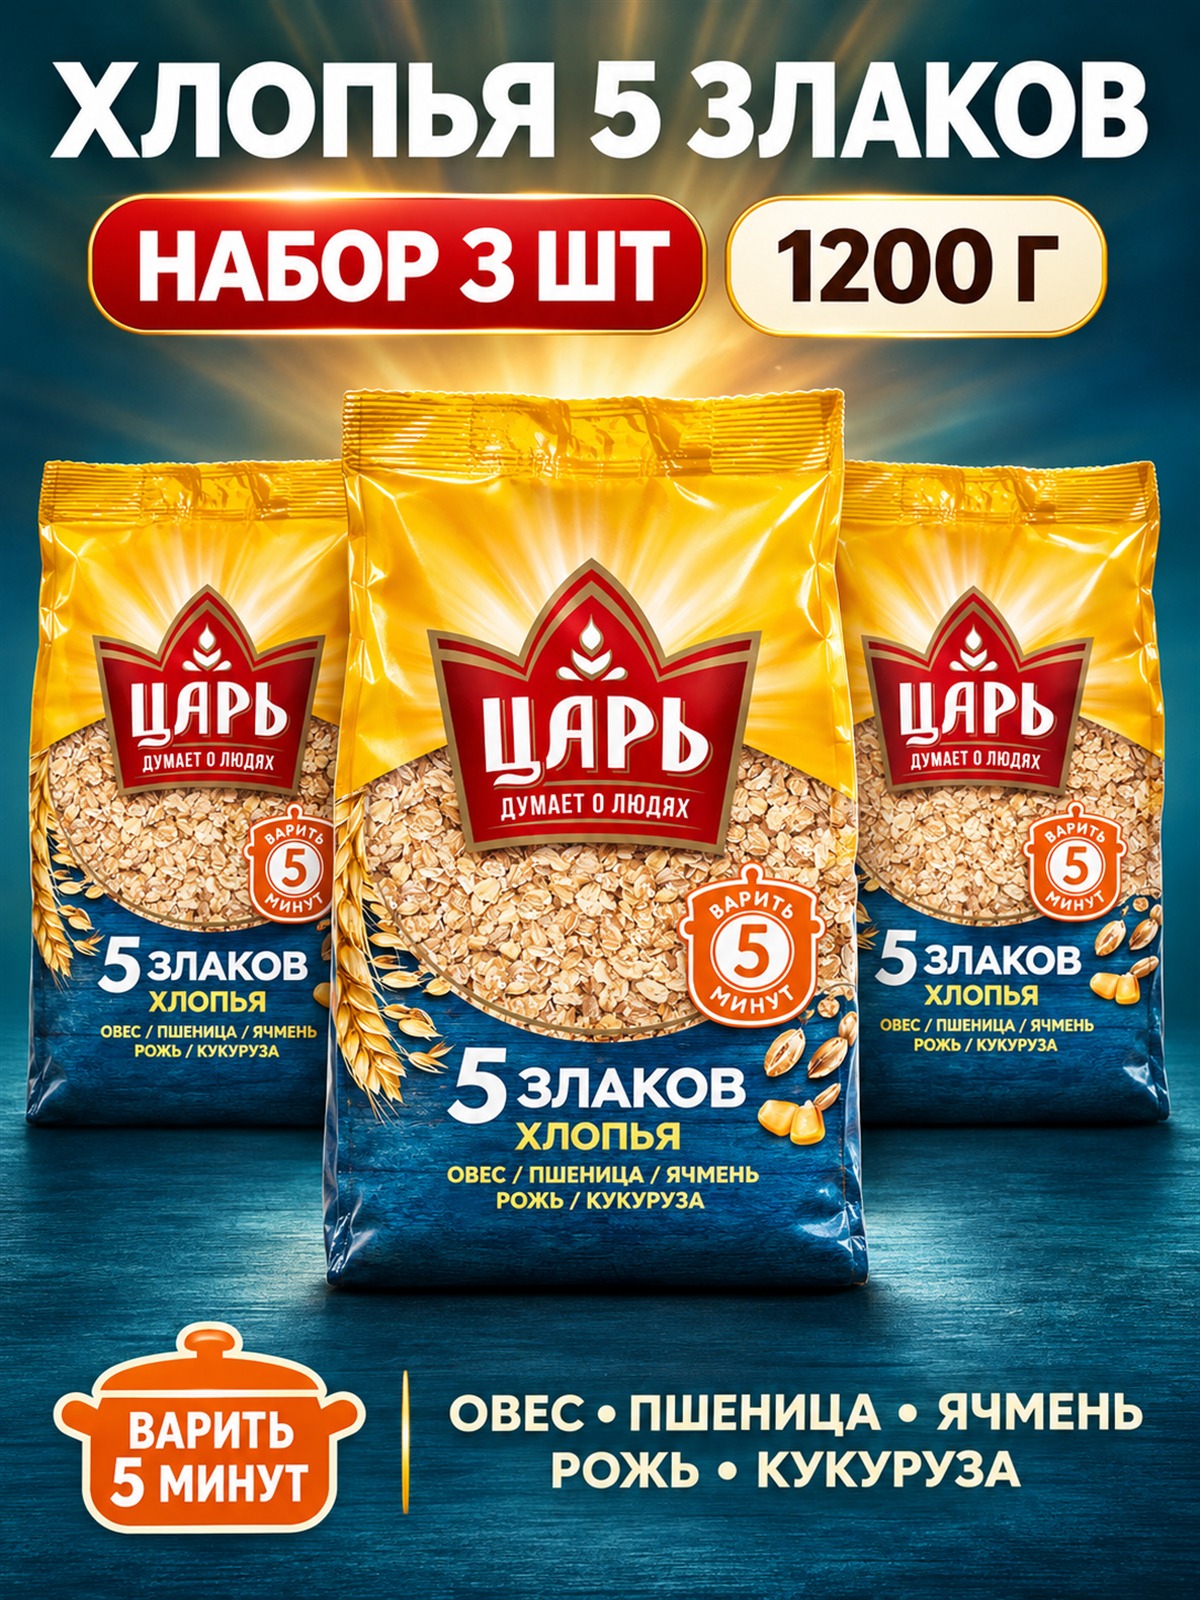 ХЛОПЬЯ 5 ЗЛАКОВ
НАБОР 3 ШТ
1200 Г
ЦАРЬ
ДУМАЕТ О ЛЮДЯХ
ВАРИТЬ
5
МИНУТ
5 ЗЛАКОВ
ХЛОПЬЯ
ОВЕС / ПШЕНИЦА / ЯЧМЕНЬ
РОЖЬ / КУКУРУЗА
ЦАРЬ
ДУМАЕТ О ЛЮДЯХ
ВАРИТЬ
5
МИНУТ
5 ЗЛАКОВ
ХЛОПЬЯ
ОВЕС / ПШЕНИЦА / ЯЧМЕНЬ
РОЖЬ / КУКУРУЗА
ЦАРЬ
ДУМАЕТ О ЛЮДЯХ
ВАРИТЬ
5
МИНУТ
5 ЗЛАКОВ
ХЛОПЬЯ
ОВЕС / ПШЕНИЦА / ЯЧМЕНЬ
РОЖЬ / КУКУРУЗА
ВАРИТЬ
5 МИНУТ
ОВЕС • ПШЕНИЦА • ЯЧМЕНЬ
РОЖЬ • КУКУРУЗА